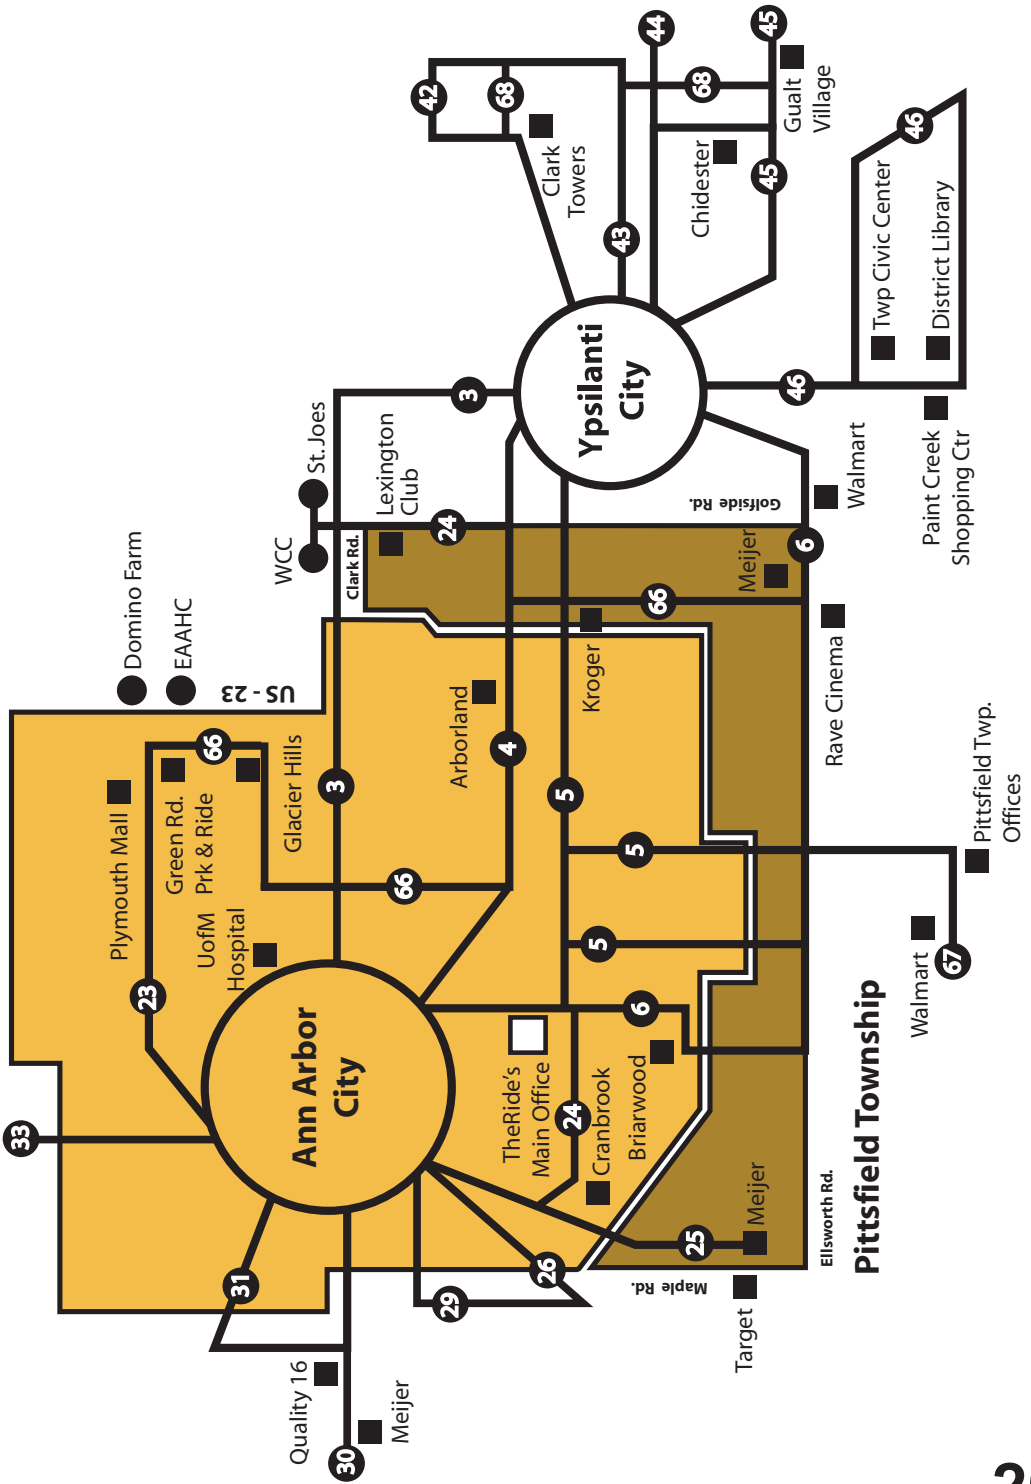 33
Domino Farm
Plymouth Mall
23
EAAHC
Green Rd.
Prk & Ride
66
US - 23
UofM
Hospital
31
Quality 16
30
Meijer
Glacier Hills
WCC
St. Joes
3
3
Clark Rd.
Lexington
Club
24
Ann Arbor
City
66
Arborland
4
42
68
Clark
Towers
29
26
TheRide's
Main Office
24
Cranbrook
Briarwood
5
5
5
6
Kroger
66
Ypsilanti
City
43
44
68
45
45
Chidester
Gualt
Village
Golfside Rd.
Meijer
6
Walmart
46
46
Twp Civic Center
District Library
Paint Creek
Shopping Ctr
25
Maple Rd.
Target
Meijer
Ellsworth Rd.
Rave Cinema
Pittsfield Township
Walmart
67
Pittsfield Twp.
Offices